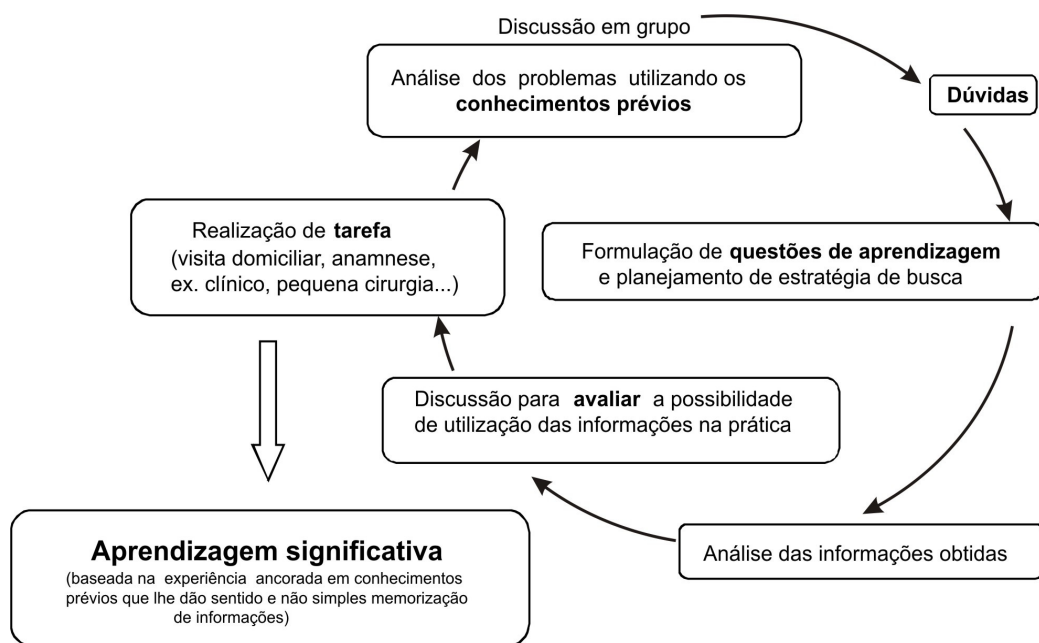 Discussão em grupo
Análise dos problemas utilizando os
conhecimentos prévios
Dúvidas
Realização de tarefa
(visita domiciliar, anamnese,
ex. clínico, pequena cirurgia...)
Formulação de questões de aprendizagem
e planejamento de estratégia de busca
Discussão para avaliar a possibilidade
de utilização das informações na prática
Análise das informações obtidas
Aprendizagem significativa
(baseada na experiência ancorada em conhecimentos
prévios que lhe dão sentido e não simples memorização
de informações)